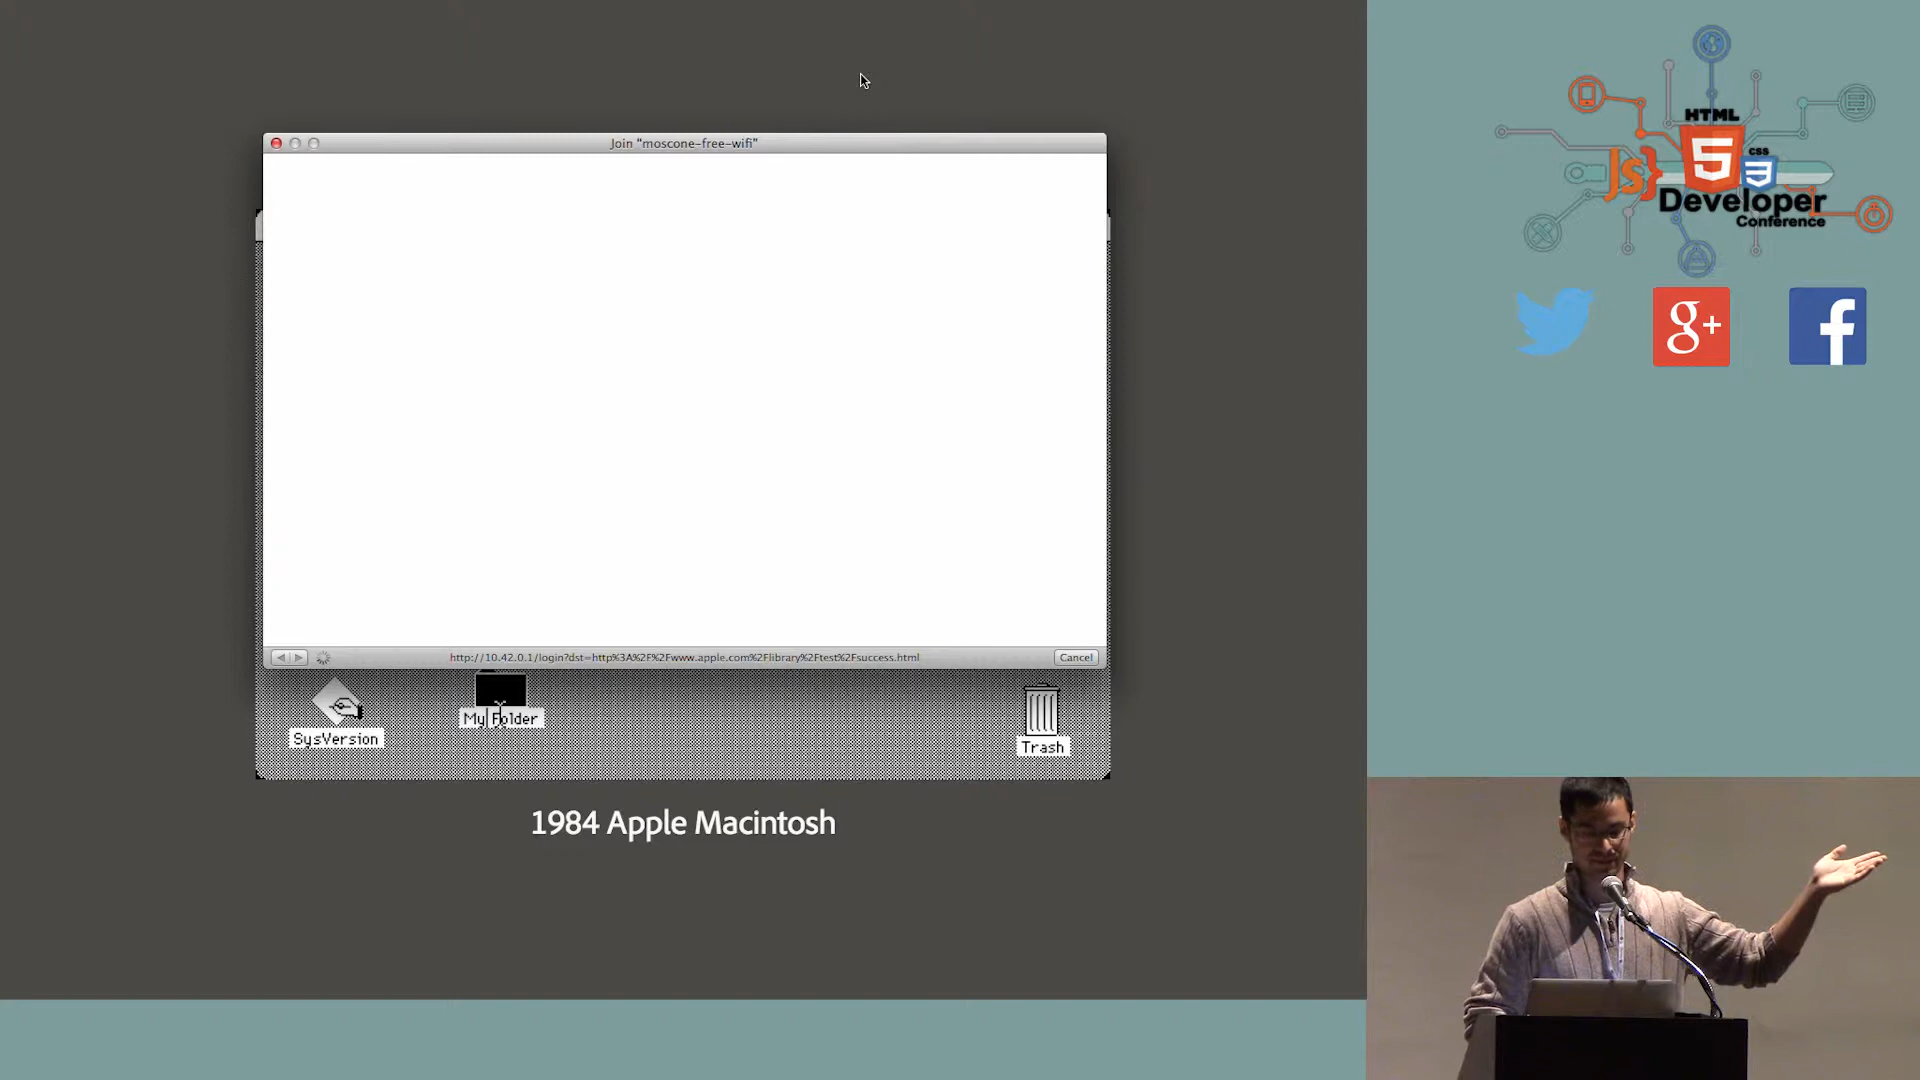 Join "moscone-free-wifi"
http://10.42.0.1/login?dst=http%3A%2F%2Fwww.apple.com%2Flibrary%2Ftest%2Fsuccess.html
Cancel
SysVersion
My Folder
Trash
1984 Apple Macintosh
HTML
5
JS}
CSS
3
Developer
Conference
g+
f